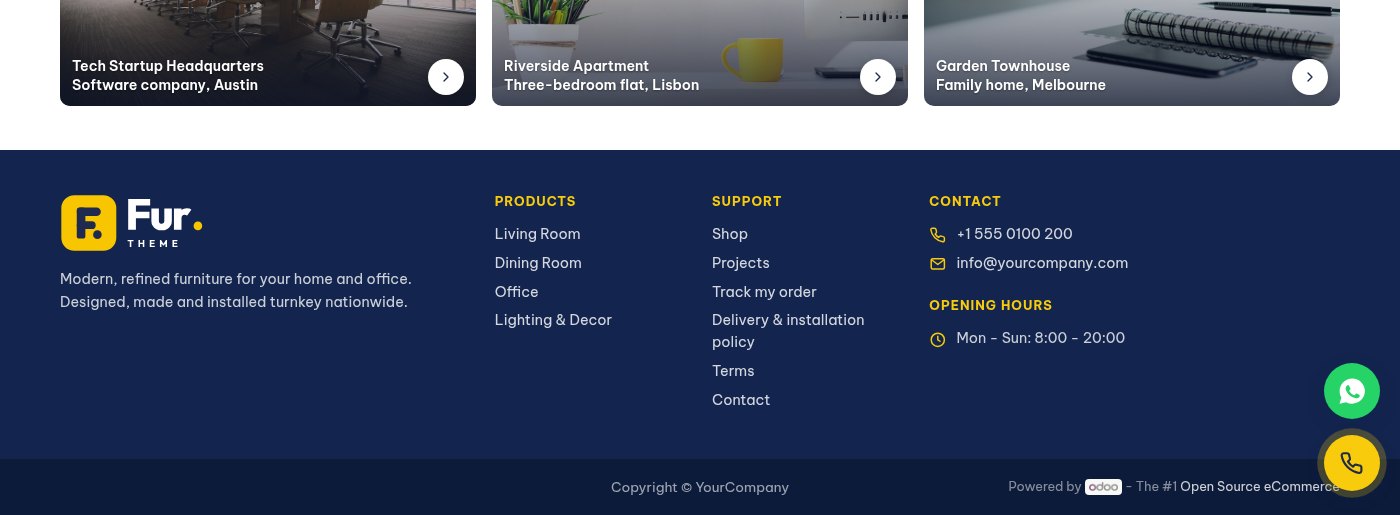 Tech Startup Headquarters
Software company, Austin
Riverside Apartment
Three-bedroom flat, Lisbon
Garden Townhouse
Family home, Melbourne
F.
Fur.
THEME
Modern, refined furniture for your home and office.
Designed, made and installed turnkey nationwide.
PRODUCTS
Living Room
Dining Room
Office
Lighting & Decor
SUPPORT
Shop
Projects
Track my order
Delivery & installation
policy
Terms
Contact
CONTACT
+1 555 0100 200
info@yourcompany.com
OPENING HOURS
Mon - Sun: 8:00 - 20:00
Copyright © YourCompany
Powered by odoo - The #1 Open Source eCommerce